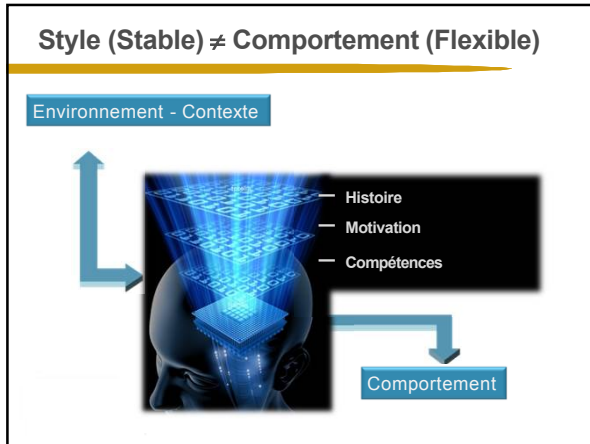 Style (Stable) ≠ Comportement (Flexible)
Environnement - Contexte
Histoire
Motivation
Compétences
Comportement